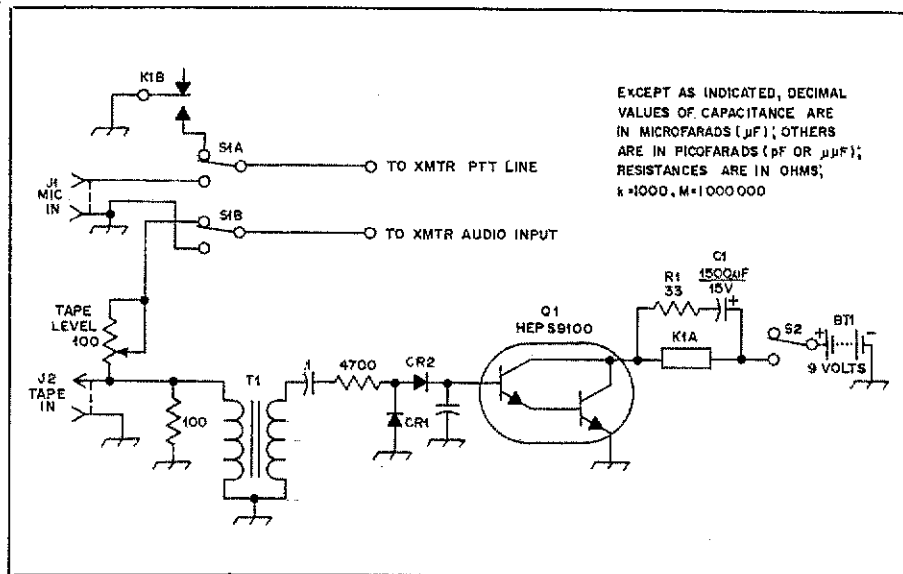 K1B
EXCEPT AS INDICATED, DECIMAL
VALUES OF CAPACITANCE ARE
IN MICROFARADS (µF); OTHERS
ARE IN PICOFARADS (pF OR µµF);
RESISTANCES ARE IN OHMS;
k=1000, M=1000000
S1A
TO XMTR PTT LINE
J1
MIC
IN
S1B
TO XMTR AUDIO INPUT
TAPE
LEVEL
100
J2
TAPE
IN
100
T1
.1
4700
CR2
CR1
Q1
HEP S9100
R1
33
C1
1500µF
15V
+
K1A
S2
+
BT1
-
9 VOLTS